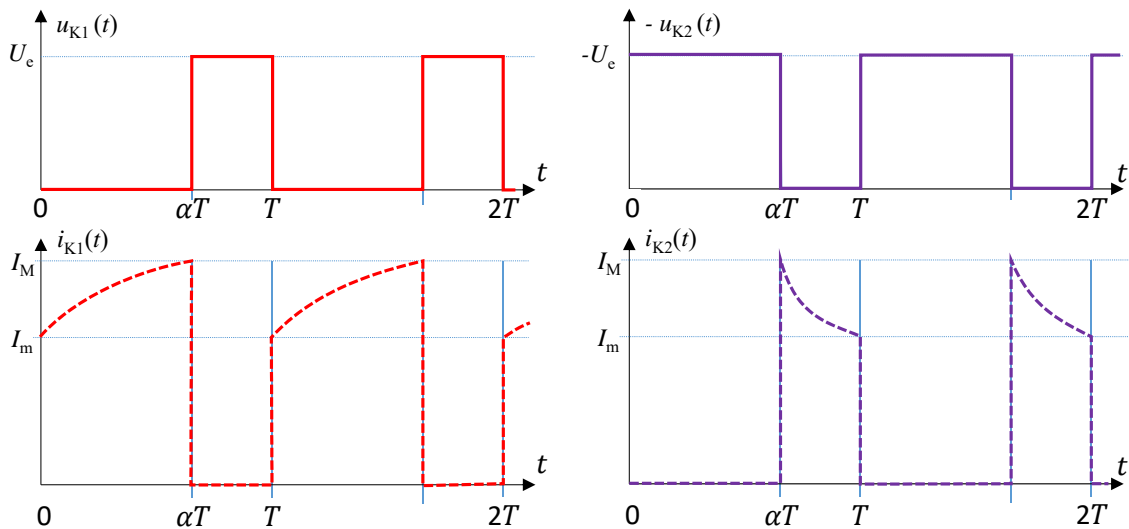 u_K1(t)
U_e
t
0 αT T 2T
i_K1(t)
I_M
I_m
t
0 αT T 2T
- u_K2(t)
-U_e
t
0 αT T 2T
i_K2(t)
I_M
I_m
t
0 αT T 2T